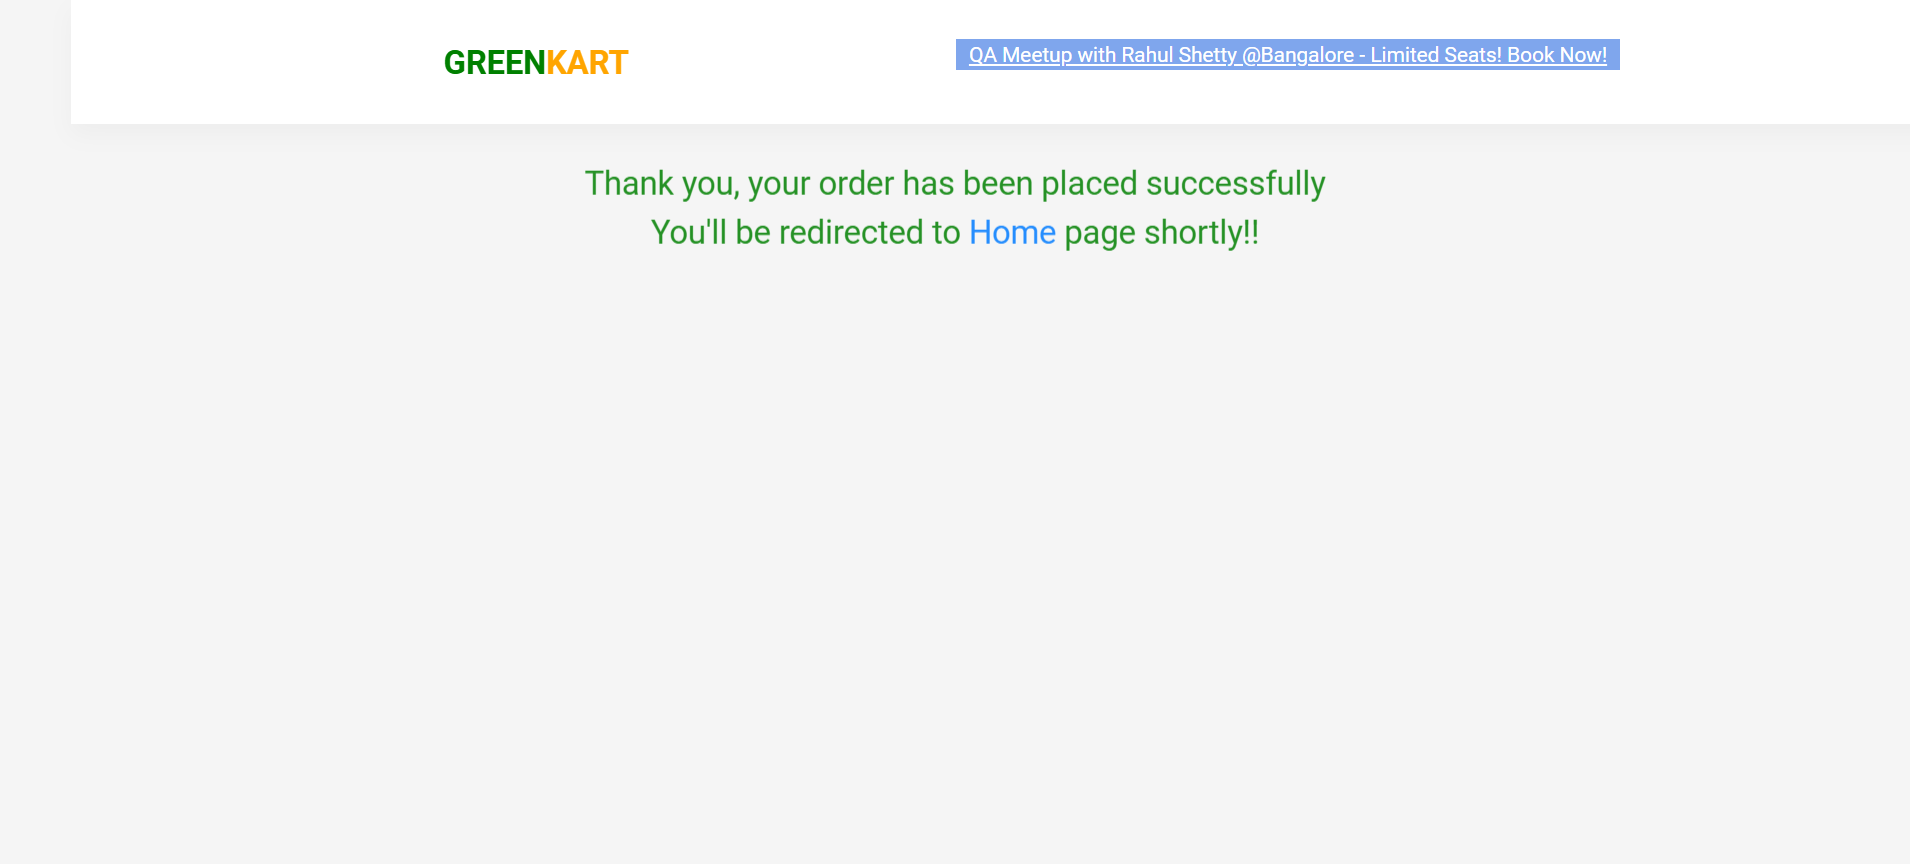 GREENKART
QA Meetup with Rahul Shetty @Bangalore - Limited Seats! Book Now!
Thank you, your order has been placed successfully
You'll be redirected to Home page shortly!!